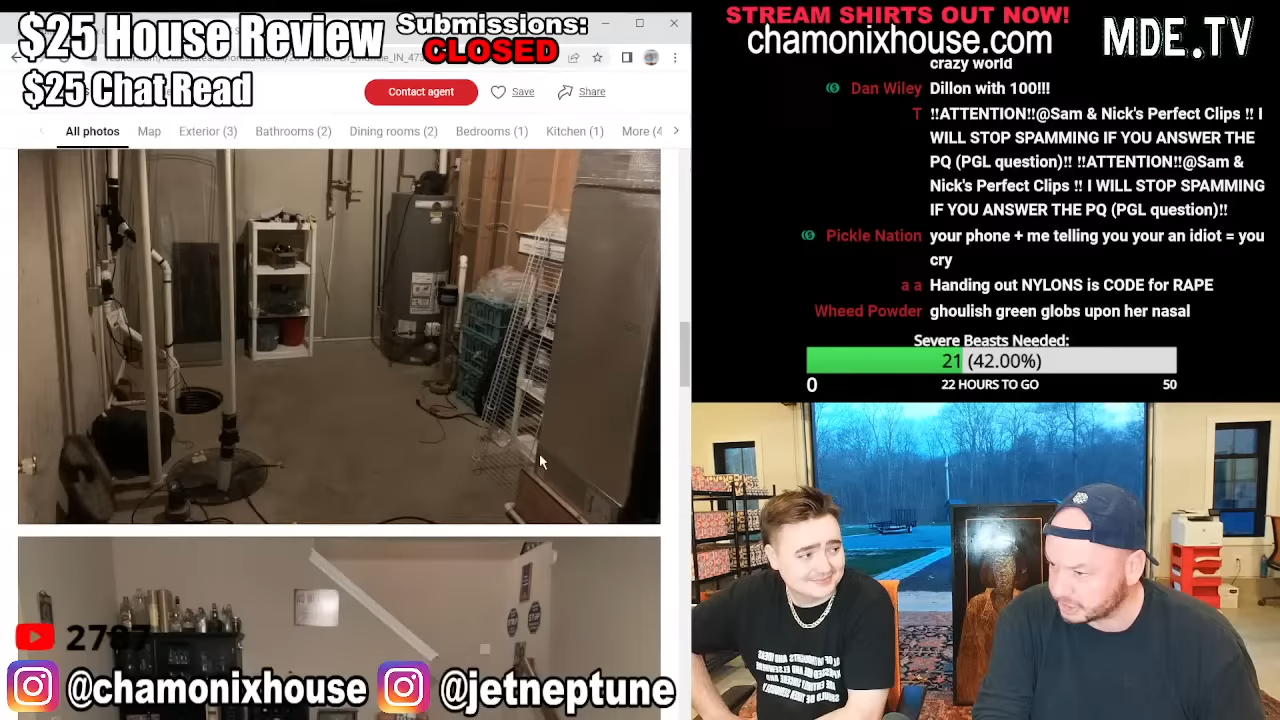 $25 House Review
$25 Chat Read
Submissions:
CLOSED
Contact agent
Save
Share
All photos
Map
Exterior (3)
Bathrooms (2)
Dining rooms (2)
Bedrooms (1)
Kitchen (1)
More (4
2787
@chamonixhouse
@jetneptune
STREAM SHIRTS OUT NOW!
chamonixhouse.com
MDE.TV
crazy world
Dan Wiley Dillon with 100!!!
T ‼ATTENTION‼@Sam & Nick's Perfect Clips ‼ I
WILL STOP SPAMMING IF YOU ANSWER THE
PQ (PGL question)‼ ‼ATTENTION‼@Sam &
Nick's Perfect Clips ‼ I WILL STOP SPAMMING
IF YOU ANSWER THE PQ (PGL question)‼
Pickle Nation your phone + me telling you your an idiot = you
cry
a a Handing out NYLONS is CODE for RAPE
Wheed Powder ghoulish green globs upon her nasal
Severe Beasts Needed:
21 (42.00%)
0 22 HOURS TO GO 50